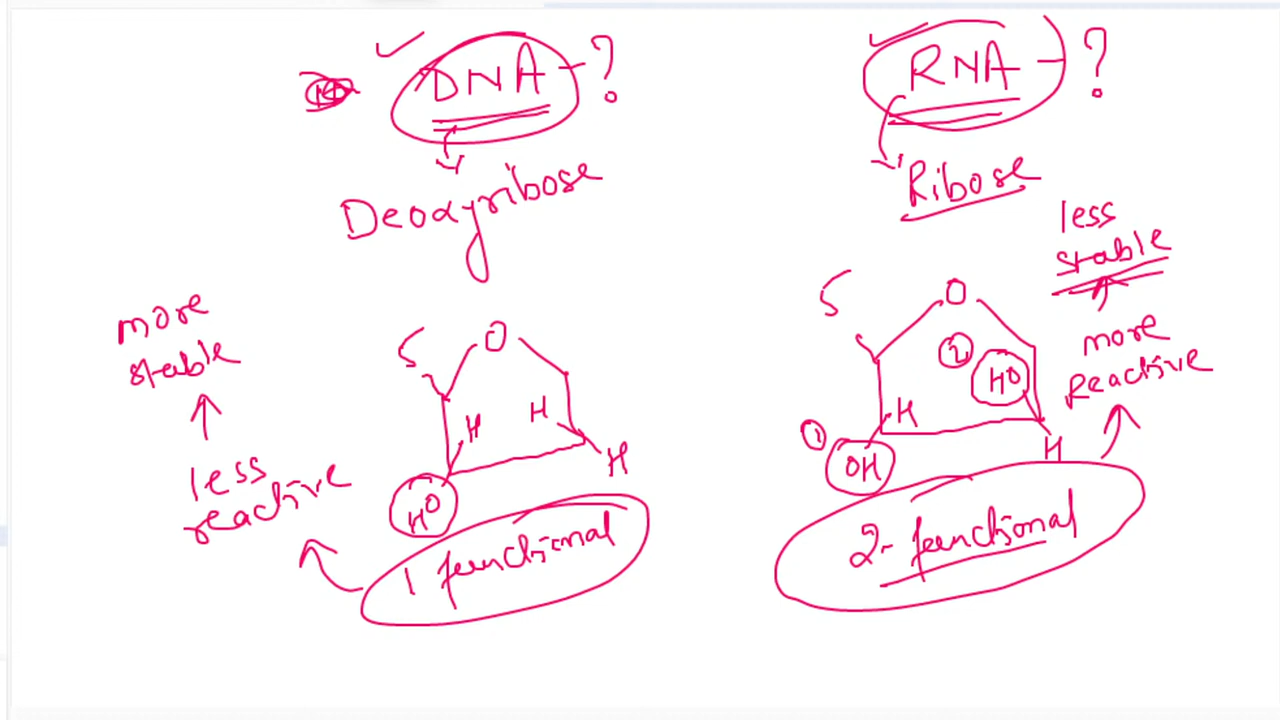 DNA - ?
Deoxyribose
more
stable
less
reactive
5
O
H
H
H
HO
1 functional
RNA - ?
Ribose
less
stable
more
Reactive
5
O
2
HO
H
1
OH
H
2- functional